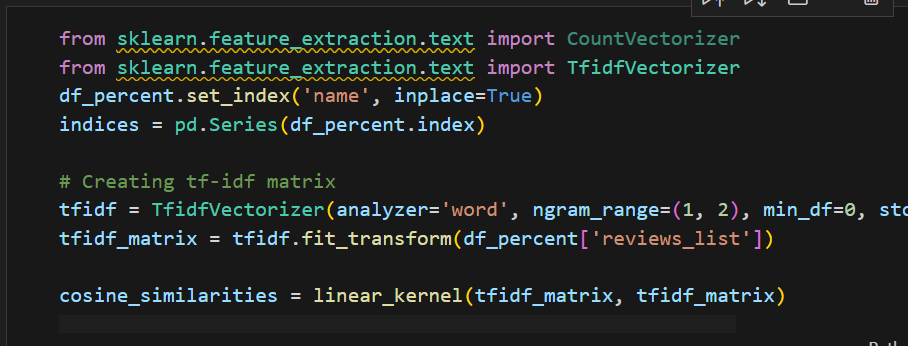 from sklearn.feature_extraction.text import CountVectorizer
from sklearn.feature_extraction.text import TfidfVectorizer
df_percent.set_index('name', inplace=True)
indices = pd.Series(df_percent.index)
# Creating tf-idf matrix
tfidf = TfidfVectorizer(analyzer='word', ngram_range=(1, 2), min_df=0,
tfidf_matrix = tfidf.fit_transform(df_percent['reviews_list'])
cosine_similarities = linear_kernel(tfidf_matrix, tfidf_matrix)